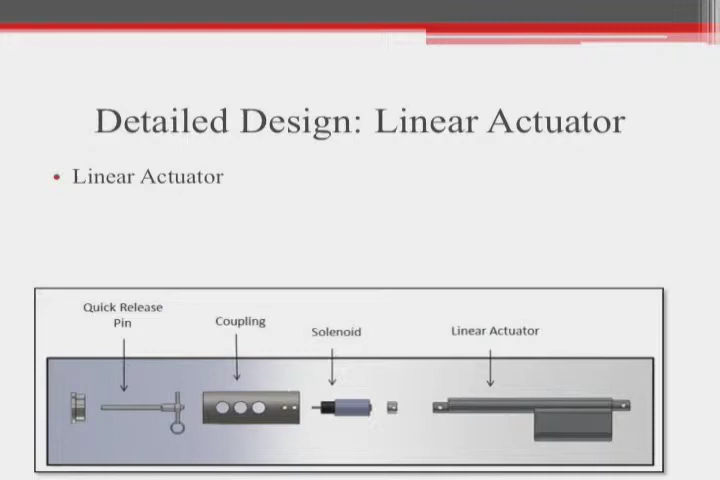 Detailed Design: Linear Actuator
• Linear Actuator
Quick Release
Pin
Coupling
Solenoid
Linear Actuator